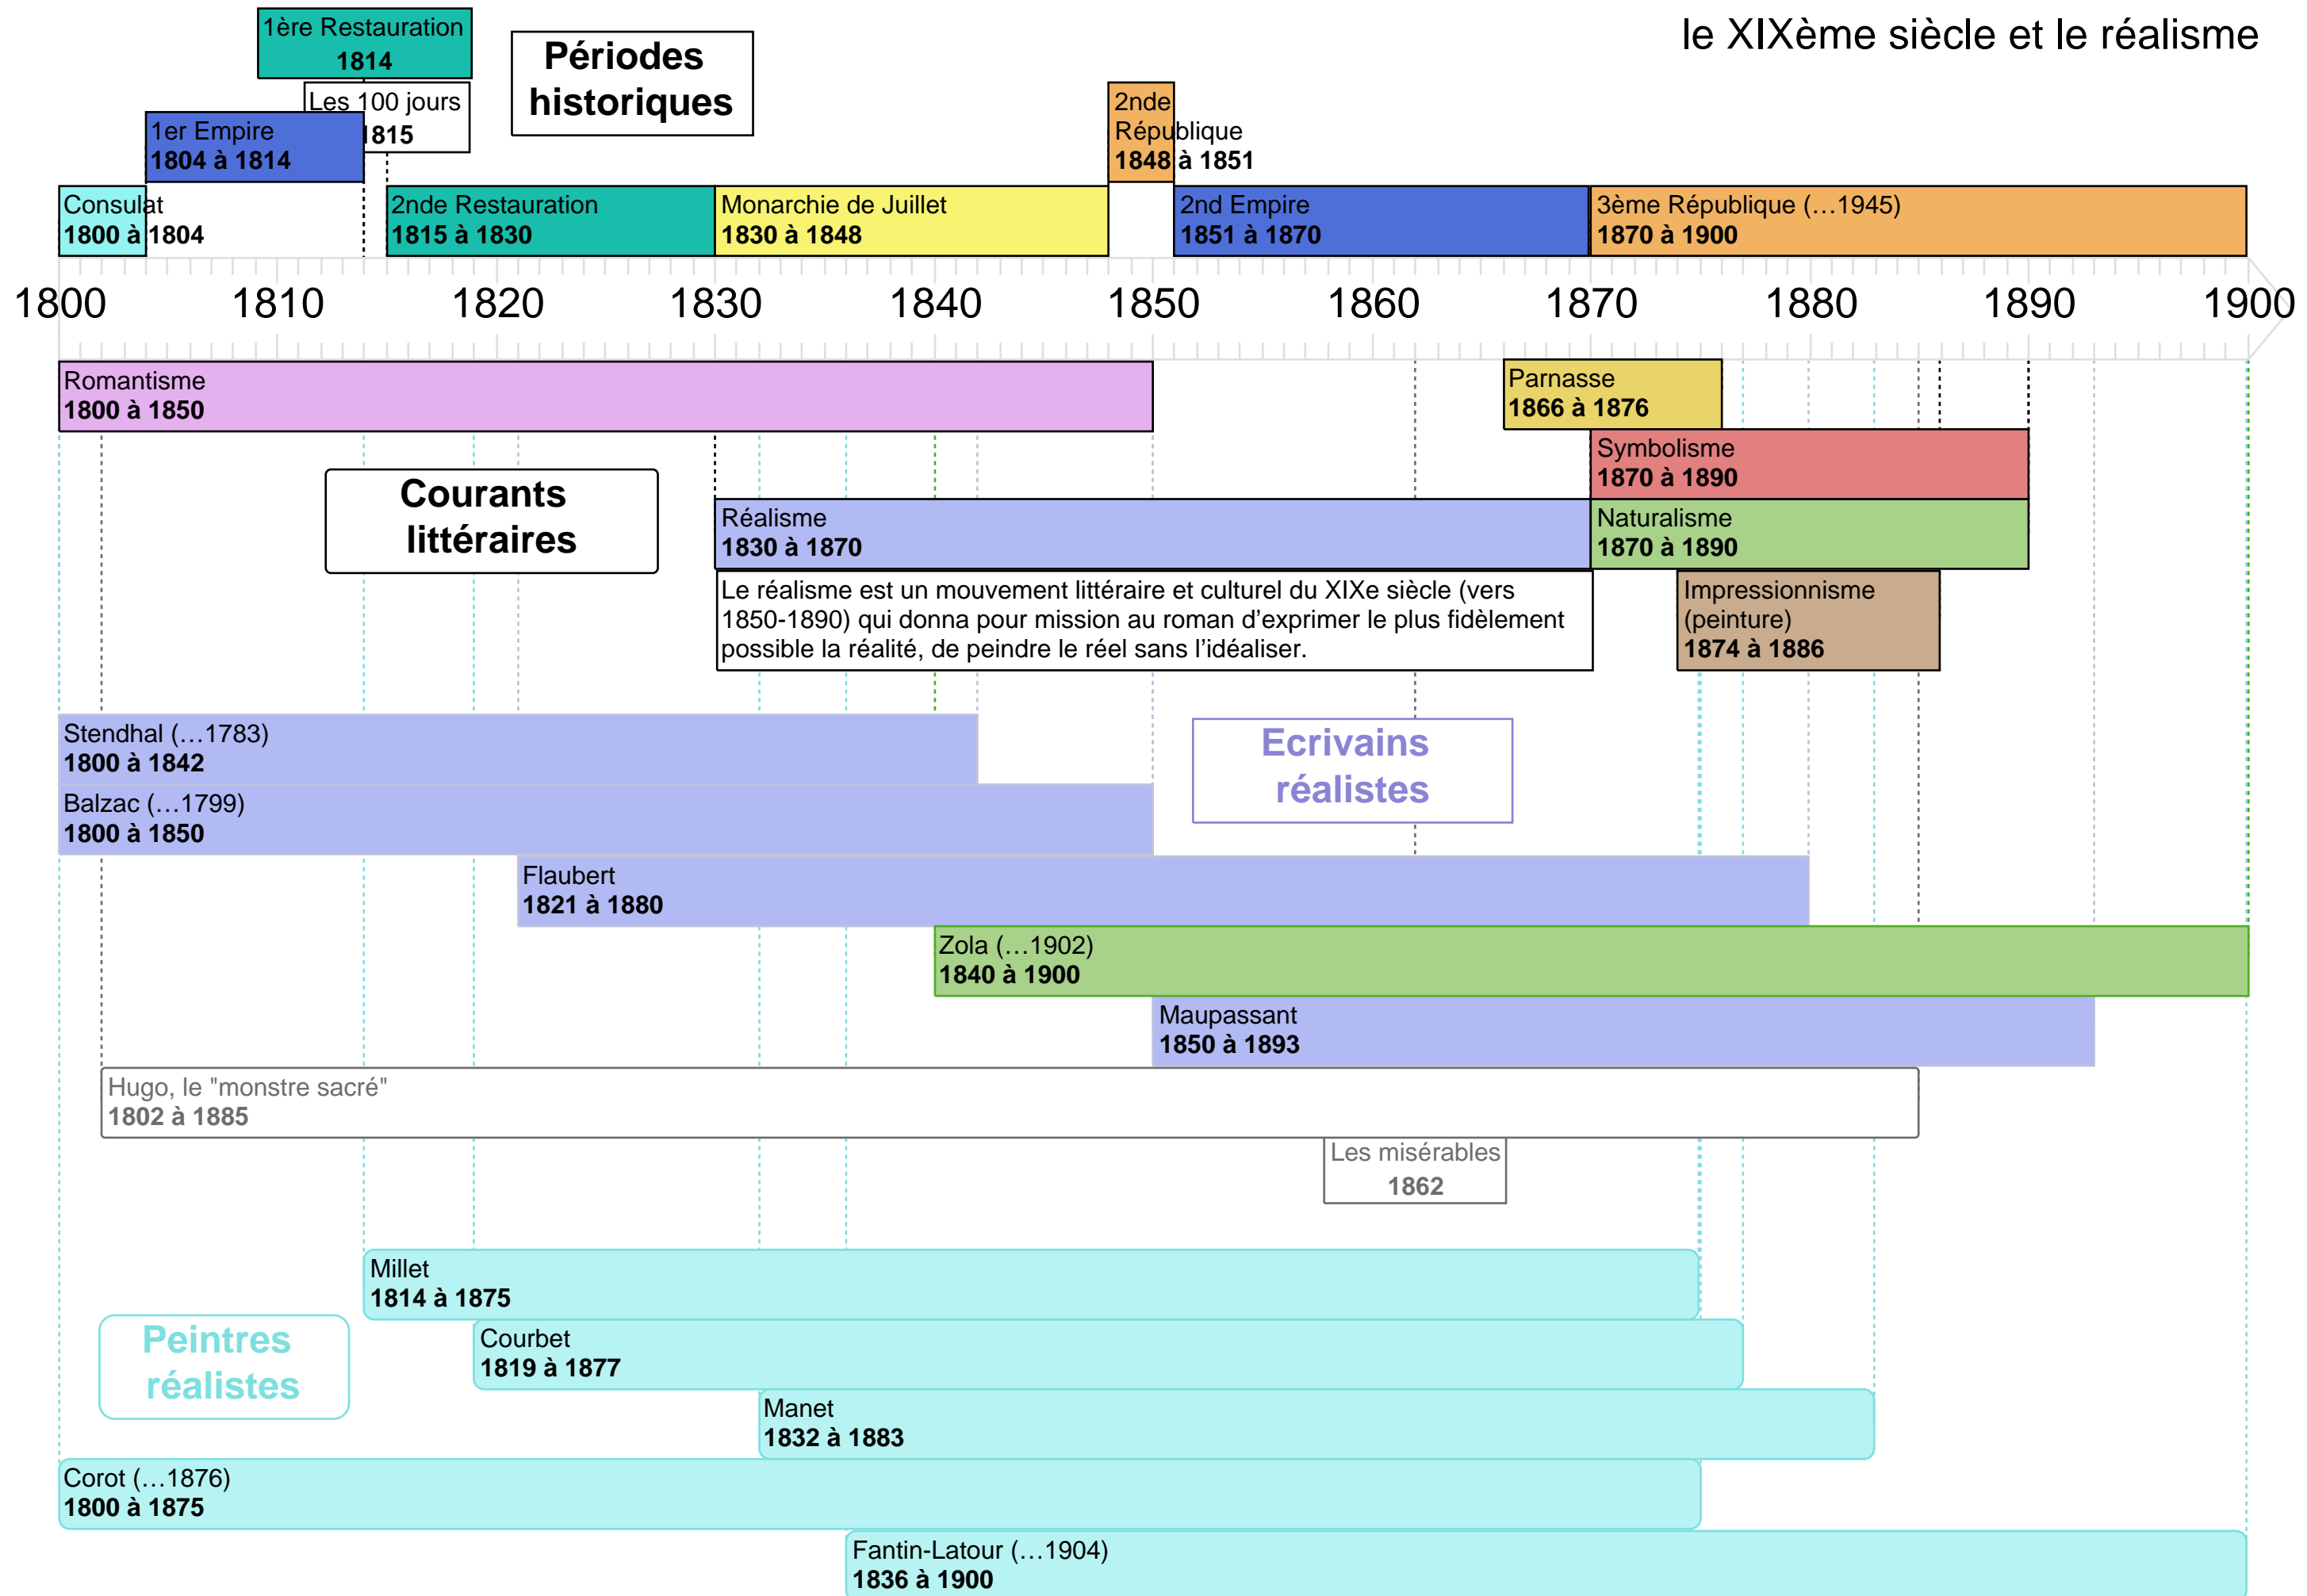 le XIXème siècle et le réalisme
1ère Restauration
1814
Périodes
historiques
Les 100 jours
1815
1er Empire
1804 à 1814
2nde
République
1848 à 1851
Consulat
1800 à 1804
2nde Restauration
1815 à 1830
Monarchie de Juillet
1830 à 1848
2nd Empire
1851 à 1870
3ème République (…1945)
1870 à 1900
1800 1810 1820 1830 1840 1850 1860 1870 1880 1890 1900
Romantisme
1800 à 1850
Parnasse
1866 à 1876
Symbolisme
1870 à 1890
Courants
littéraires
Réalisme
1830 à 1870
Naturalisme
1870 à 1890
Le réalisme est un mouvement littéraire et culturel du XIXe siècle (vers
1850-1890) qui donna pour mission au roman d’exprimer le plus fidèlement
possible la réalité, de peindre le réel sans l’idéaliser.
Impressionnisme
(peinture)
1874 à 1886
Stendhal (…1783)
1800 à 1842
Ecrivains
réalistes
Balzac (…1799)
1800 à 1850
Flaubert
1821 à 1880
Zola (…1902)
1840 à 1900
Maupassant
1850 à 1893
Hugo, le "monstre sacré"
1802 à 1885
Les misérables
1862
Millet
1814 à 1875
Peintres
réalistes
Courbet
1819 à 1877
Manet
1832 à 1883
Corot (…1876)
1800 à 1875
Fantin-Latour (…1904)
1836 à 1900